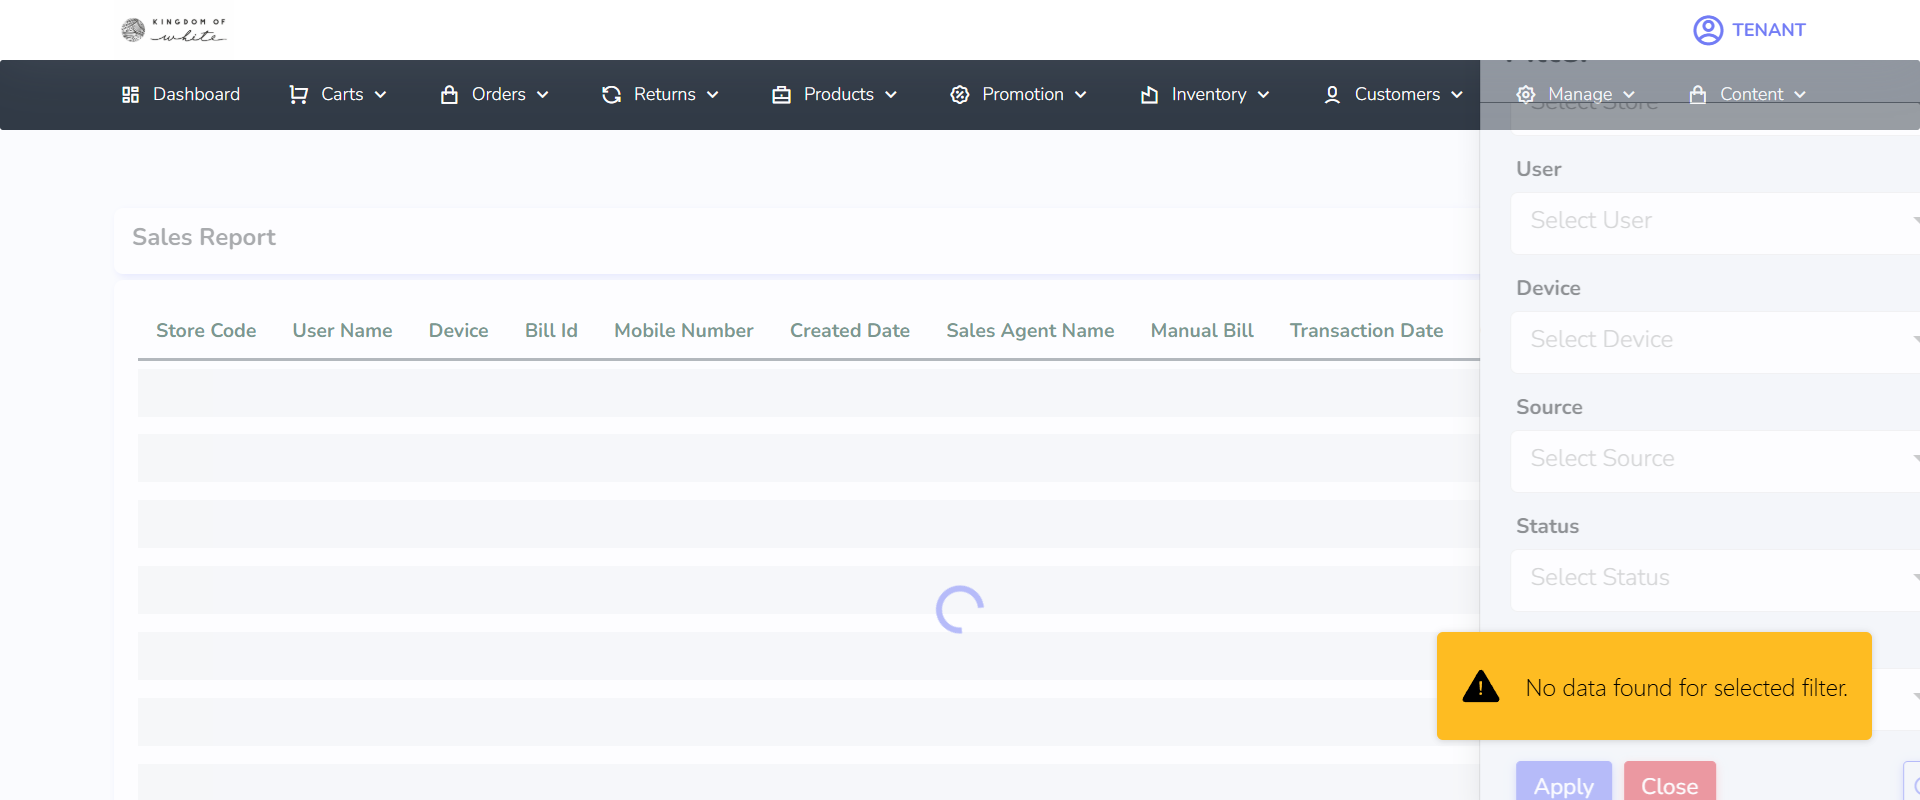 KINGDOM OF
white
TENANT
Dashboard
Carts
Orders
Returns
Products
Promotion
Inventory
Customers
Manage
Content
Select Store
Sales Report
Store Code
User Name
Device
Bill Id
Mobile Number
Created Date
Sales Agent Name
Manual Bill
Transaction Date
User
Select User
Device
Select Device
Source
Select Source
Status
Select Status
No data found for selected filter.
Apply
Close